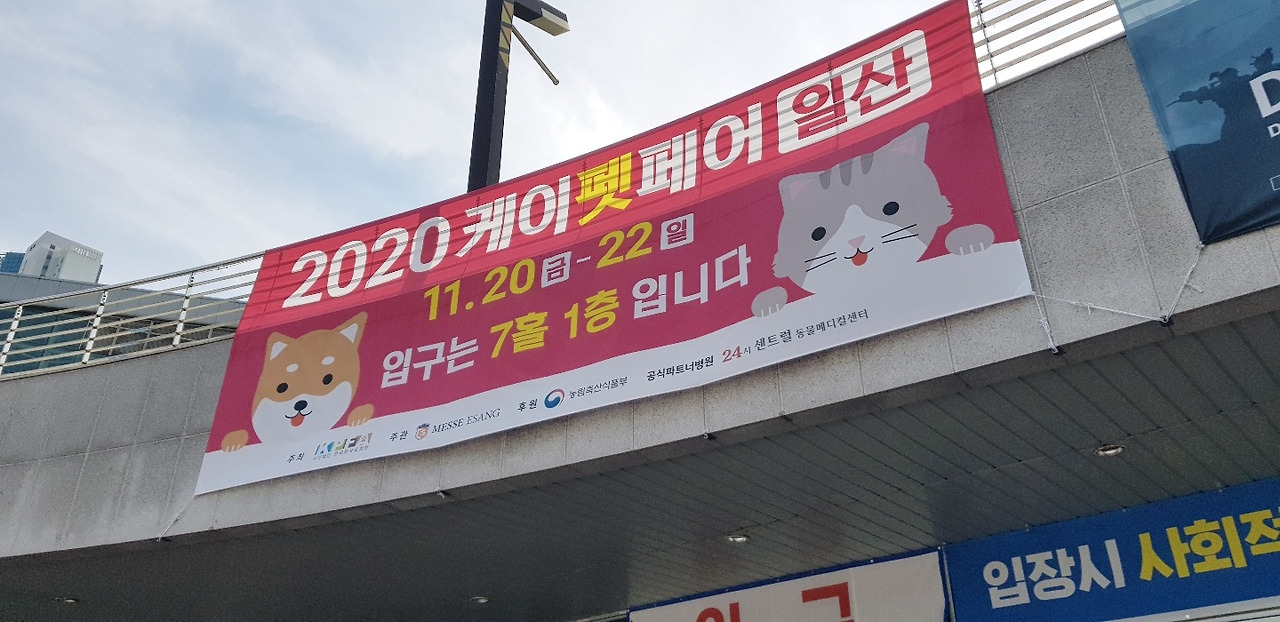 2020 케이펫페어 일산
11. 20 금 - 22 일
입구는 7홀 1층 입니다
주최 주관 MESSE ESANG 후원 농림축산식품부 공식파트너병원 24시 센트럴 동물메디컬센터
입장시 사회적
입 구